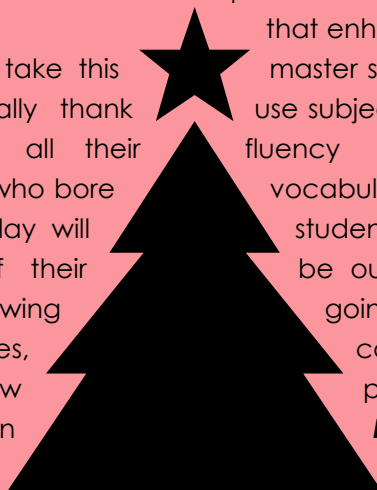 that enh
take this master s
ally thank use subje
all their fluency
who bore vocabul
lay will studen
their be ou
wing goin
es,
w
n